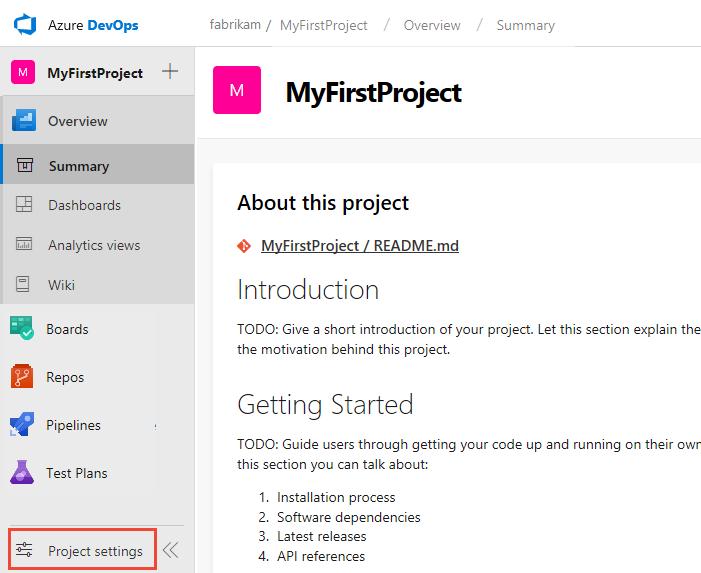 Azure DevOps
fabrikam / MyFirstProject / Overview / Summary
M MyFirstProject
Overview
Summary
Dashboards
Analytics views
Wiki
Boards
Repos
Pipelines
Test Plans
Project settings
M MyFirstProject
About this project
MyFirstProject / README.md
Introduction
TODO: Give a short introduction of your project. Let this section explain the
the motivation behind this project.
Getting Started
TODO: Guide users through getting your code up and running on their own
this section you can talk about:
1. Installation process
2. Software dependencies
3. Latest releases
4. API references